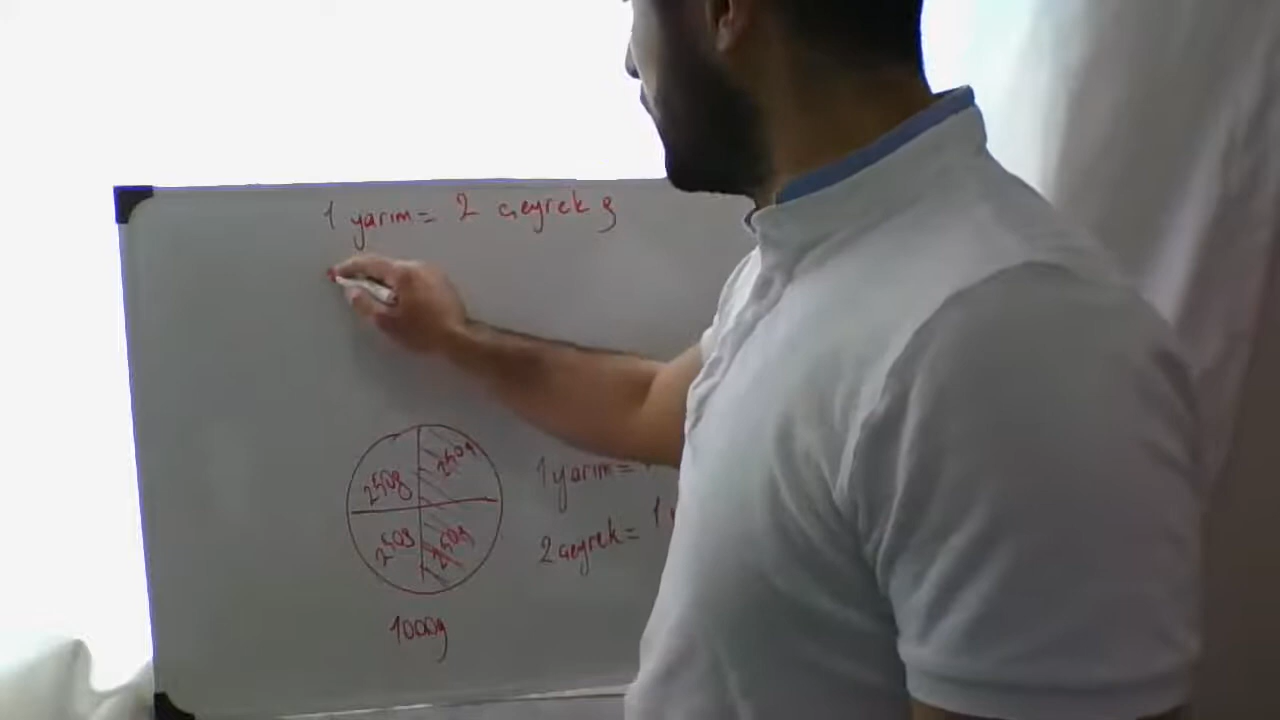 1 yarım = 2 çeyrek g
250g 250g
250g 250g
1000g
1 yarım =
2 çeyrek = 1